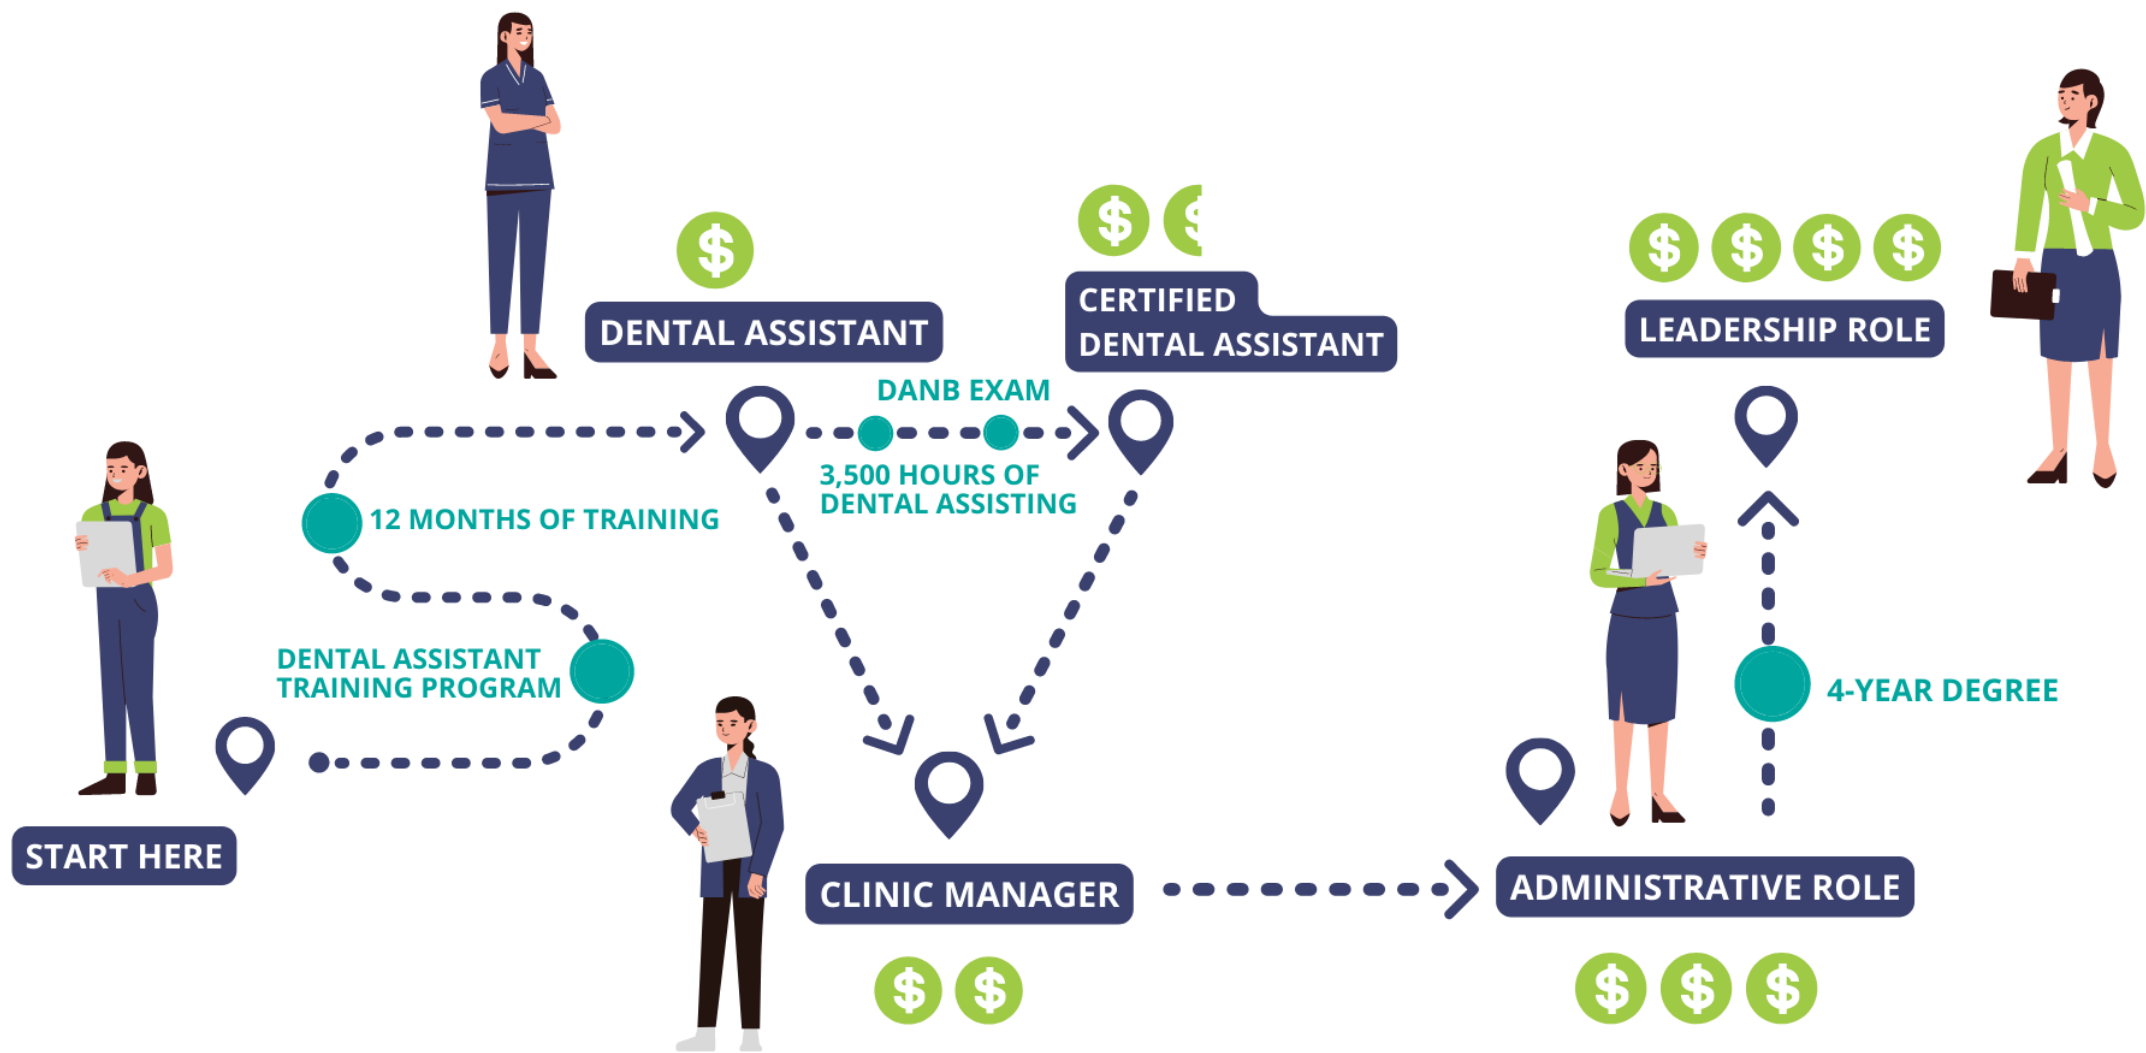 START HERE
DENTAL ASSISTANT
TRAINING PROGRAM
12 MONTHS OF TRAINING
$
DENTAL ASSISTANT
DANB EXAM
3,500 HOURS OF
DENTAL ASSISTING
$ $
CERTIFIED
DENTAL ASSISTANT
CLINIC MANAGER
$ $
ADMINISTRATIVE ROLE
$ $ $
4-YEAR DEGREE
$ $ $ $
LEADERSHIP ROLE